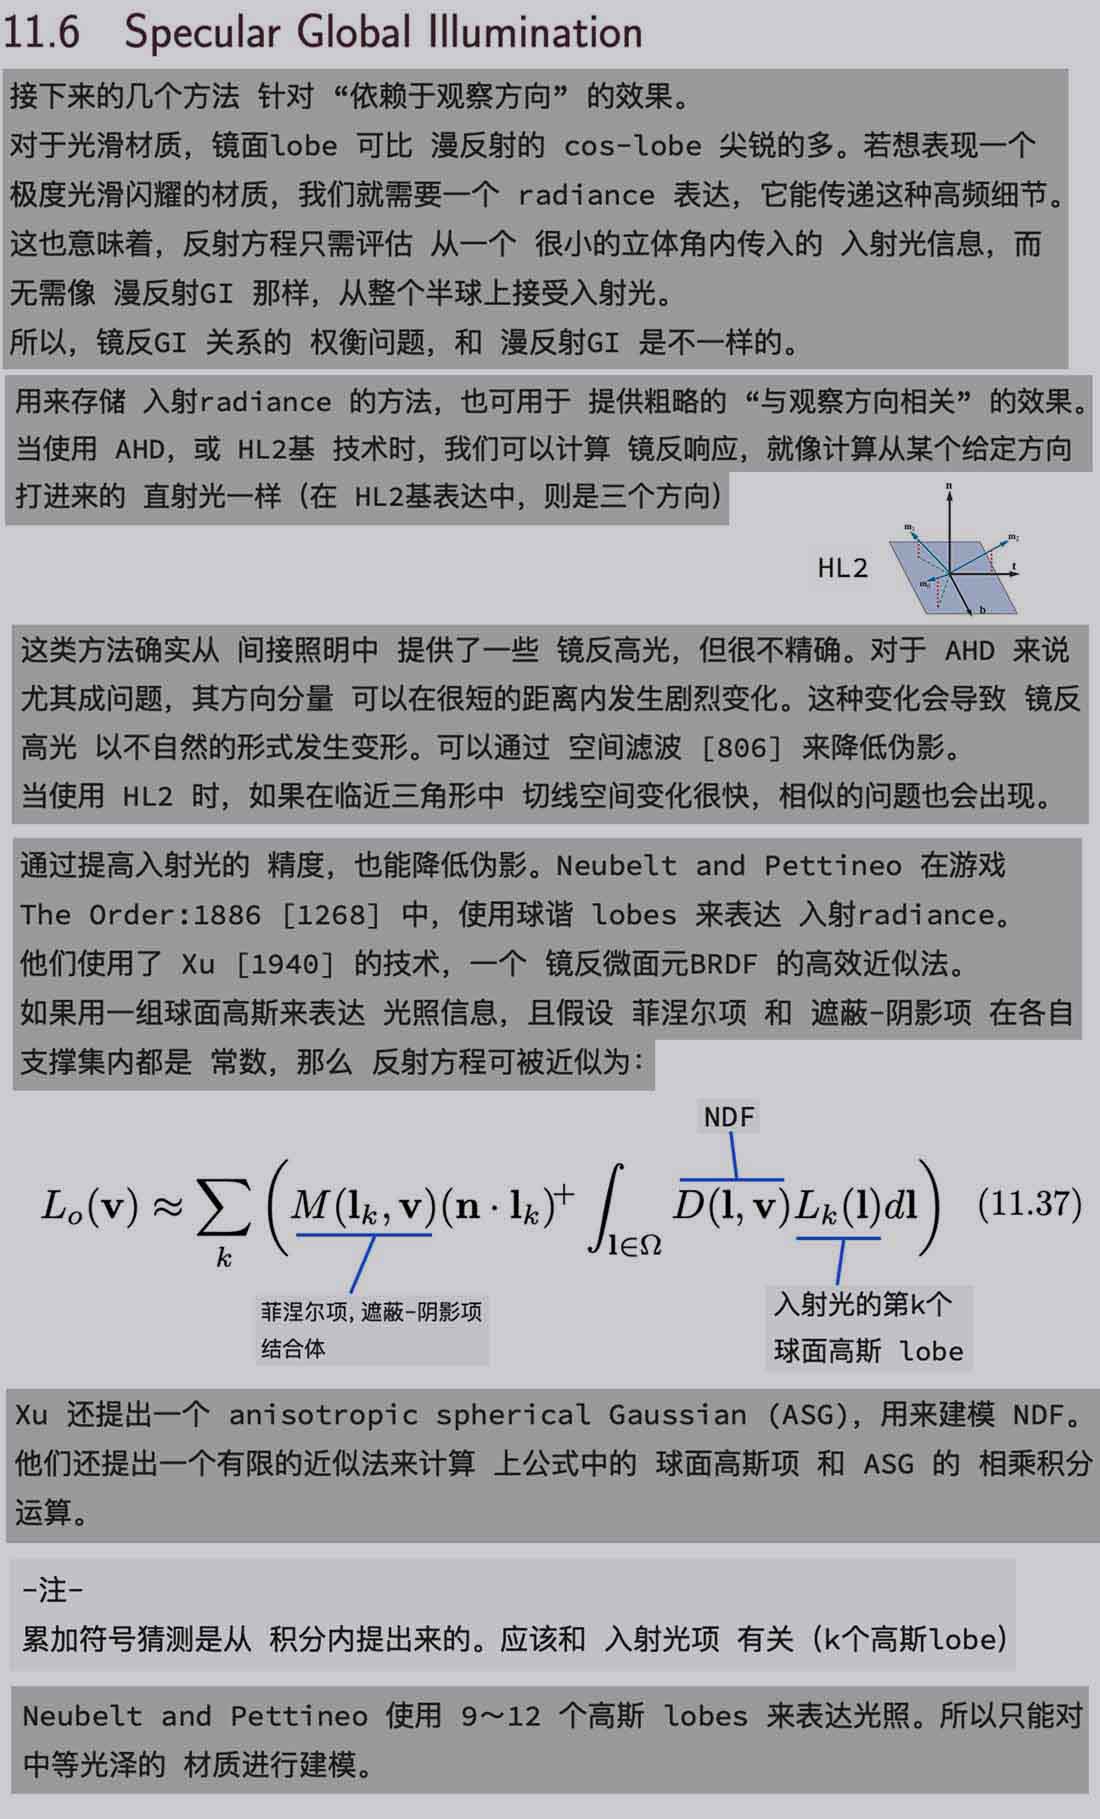 11.6 Specular Global Illumination
接下来的几个方法 针对 “依赖于观察方向” 的效果。
对于光滑材质，镜面lobe 可比 漫反射的 cos-lobe 尖锐的多。若想表现一个
极度光滑闪耀的材质，我们就需要一个 radiance 表达，它能传递这种高频细节。
这也意味着，反射方程只需评估 从一个 很小的立体角内传入的 入射光信息，而
无需像 漫反射GI 那样，从整个半球上接受入射光。
所以，镜反GI 关系的 权衡问题，和 漫反射GI 是不一样的。
用来存储 入射radiance 的方法，也可用于 提供粗略的 “与观察方向相关” 的效果。
当使用 AHD，或 HL2基 技术时，我们可以计算 镜反响应，就像计算从某个给定方向
打进来的 直射光一样（在 HL2基表达中，则是三个方向）
HL2
n
t
b
这类方法确实从 间接照明中 提供了一些 镜反高光，但很不精确。对于 AHD 来说
尤其成问题，其方向分量 可以在很短的距离内发生剧烈变化。这种变化会导致 镜反
高光 以不自然的形式发生变形。可以通过 空间滤波 [806] 来降低伪影。
当使用 HL2 时，如果在临近三角形中 切线空间变化很快，相似的问题也会出现。
通过提高入射光的 精度，也能降低伪影。Neubelt and Pettineo 在游戏
The Order:1886 [1268] 中，使用球谐 lobes 来表达 入射radiance。
他们使用了 Xu [1940] 的技术，一个 镜反微面元BRDF 的高效近似法。
如果用一组球面高斯来表达 光照信息，且假设 菲涅尔项 和 遮蔽-阴影项 在各自
支撑集内都是 常数，那么 反射方程可被近似为：
NDF
L_o(v) ≈ ∑_k ( M(l_k, v)(n · l_k)^+ ∫_{l∈Ω} D(l, v)L_k(l)dl ) (11.37)
菲涅尔项，遮蔽-阴影项
结合体
入射光的第k个
球面高斯 lobe
Xu 还提出一个 anisotropic spherical Gaussian (ASG)，用来建模 NDF。
他们还提出一个有限的近似法来计算 上公式中的 球面高斯项 和 ASG 的 相乘积分
运算。
-注-
累加符号猜测是从 积分内提出来的。应该和 入射光项 有关（k个高斯lobe）
Neubelt and Pettineo 使用 9～12 个高斯 lobes 来表达光照。所以只能对
中等光泽的 材质进行建模。